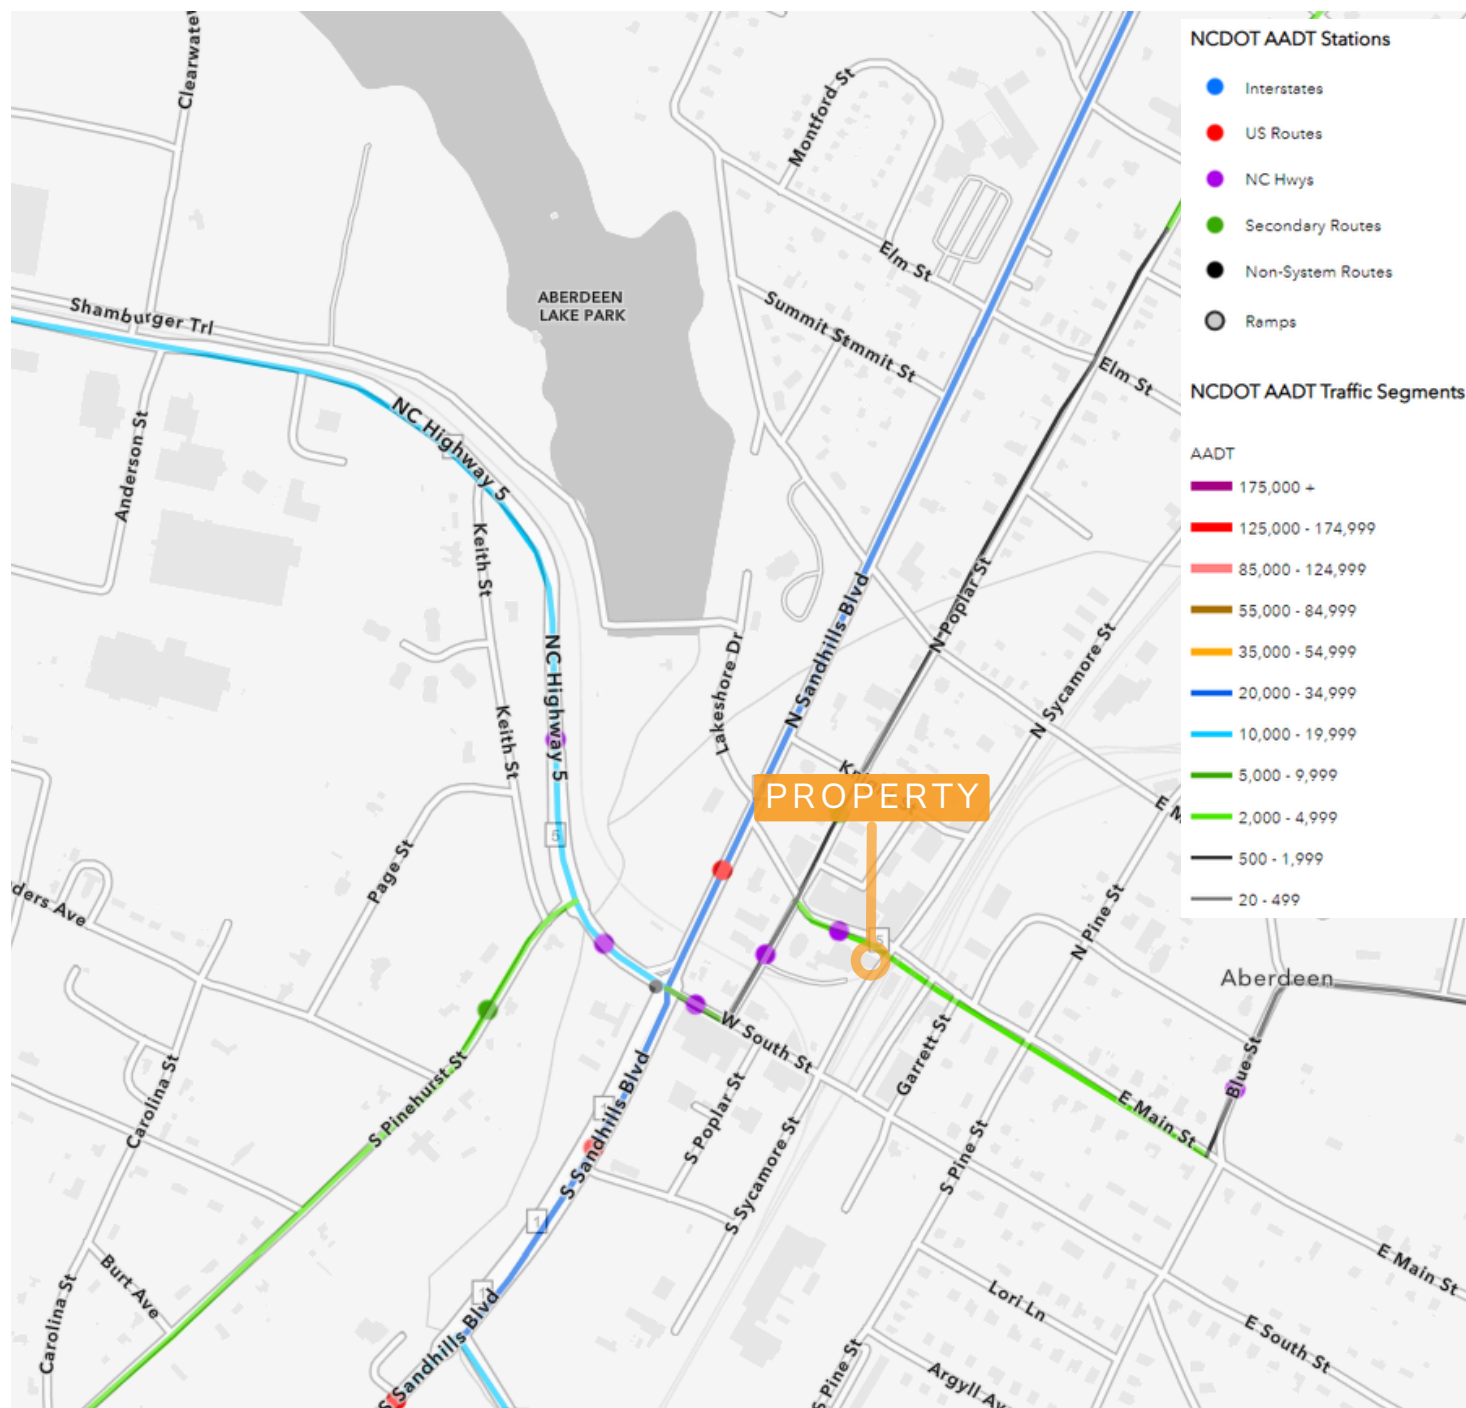 NCDOT AADT Stations
Interstates
US Routes
NC Hwys
Secondary Routes
Non-System Routes
Ramps
NCDOT AADT Traffic Segments
AADT
175,000 +
125,000 - 174,999
85,000 - 124,999
55,000 - 84,999
35,000 - 54,999
20,000 - 34,999
10,000 - 19,999
5,000 - 9,999
2,000 - 4,999
500 - 1,999
20 - 499
Clearwate
Montford St
Elm St
ABERDEEN
LAKE PARK
Shamburger Trl
Summit Stmmit St
Elm St
NC Highway 5
Anderson St
Keith St
N Poplar St
N Sandhills Blvd
N Sycamore St
Lakeshore Dr
NC Highway 5
Keith St
PROPERTY
E M
5
Page St
ders Ave
N Pine St
5
Aberdeen
W South St
Garrett St
Blue St
S Pinehurst St
Carolina St
S Sandhills Blvd
1
S Poplar St
E Main St
S Pine St
S Sycamore St
1
E Main St
Burt Ave
1
Lori Ln
E South St
Carolina St
S Sandhills Blvd
S Pine St
Argyll Av